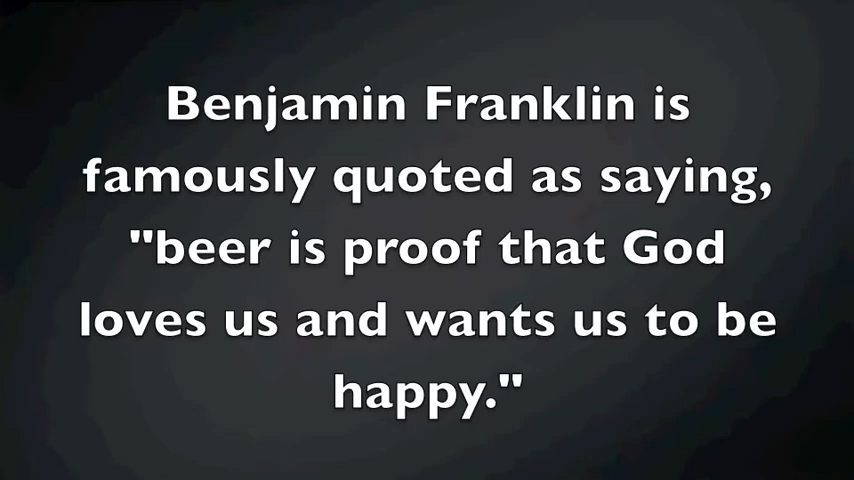 Benjamin Franklin is
famously quoted as saying,
"beer is proof that God
loves us and wants us to be
happy."